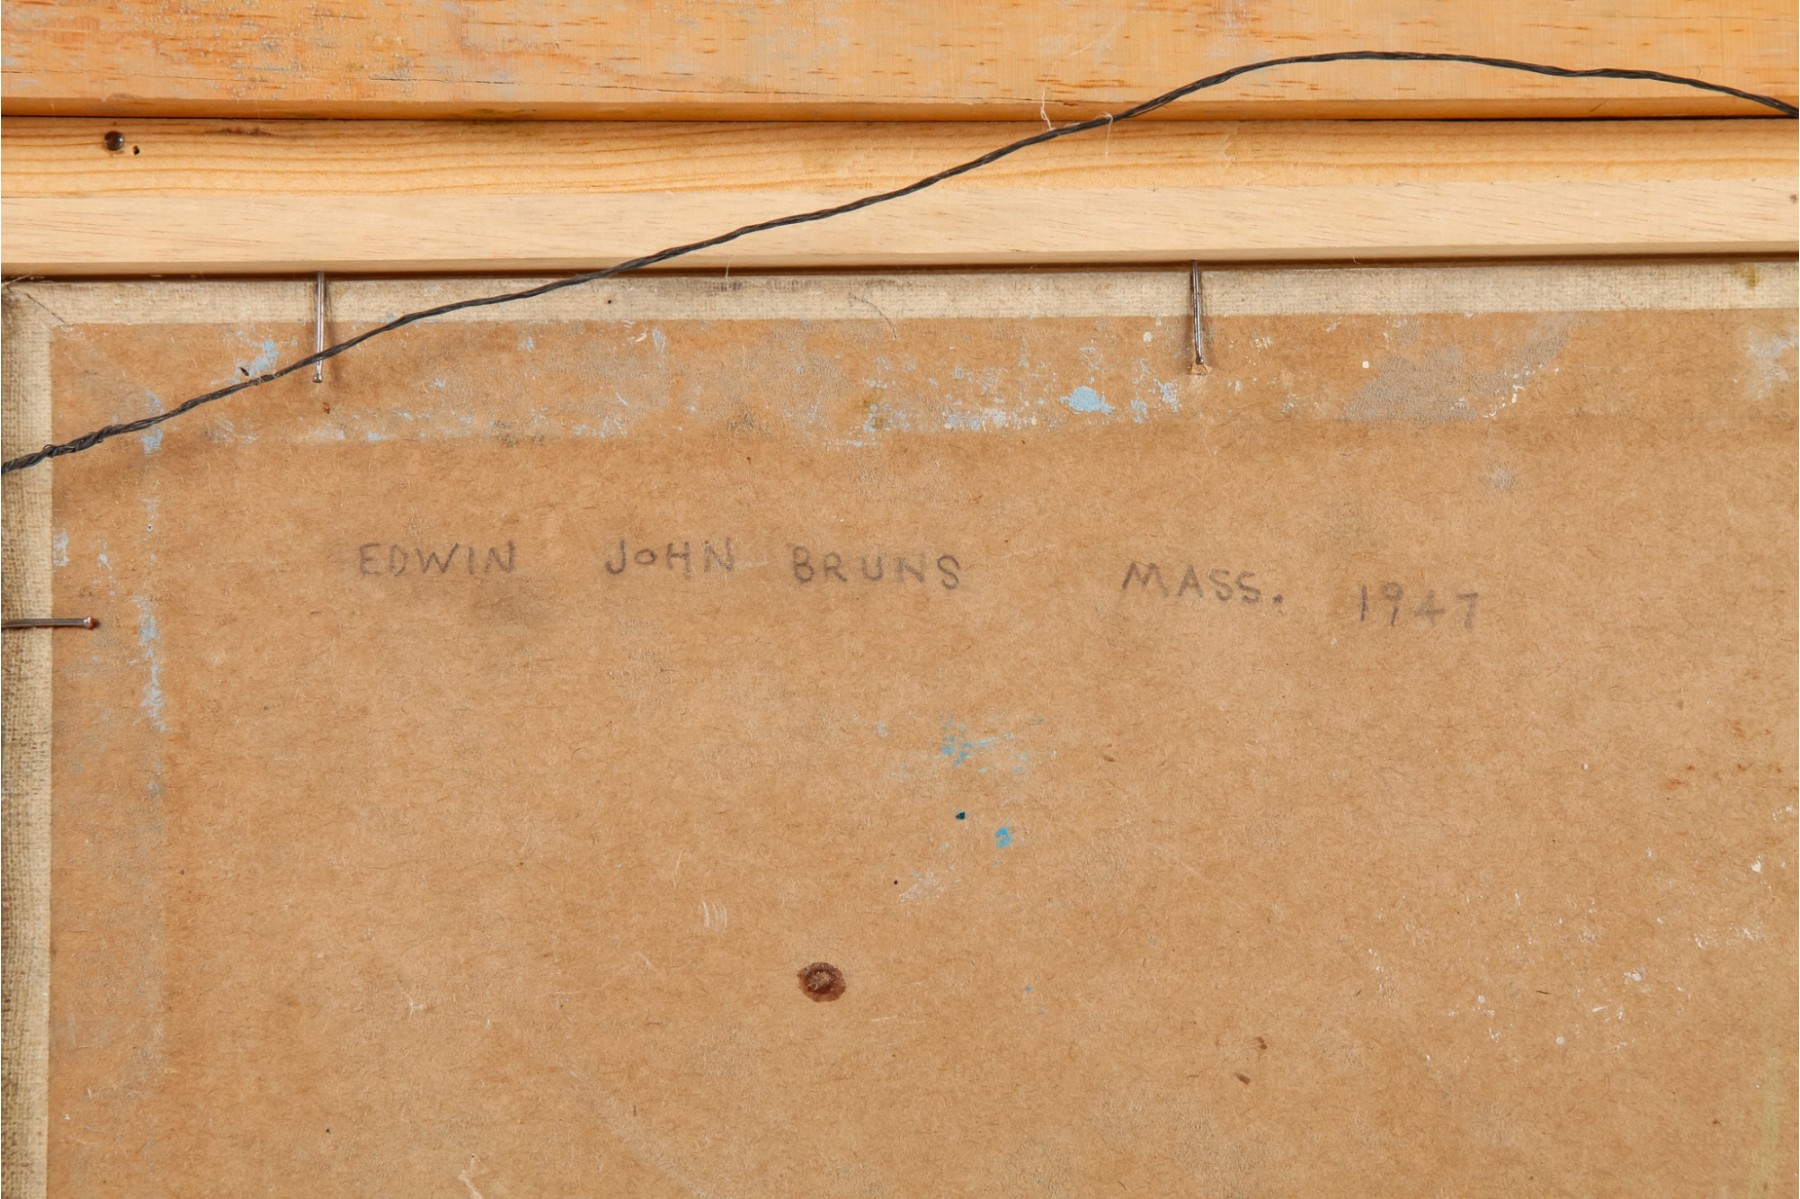 EDWIN JOHN BRUNS MASS. 1947